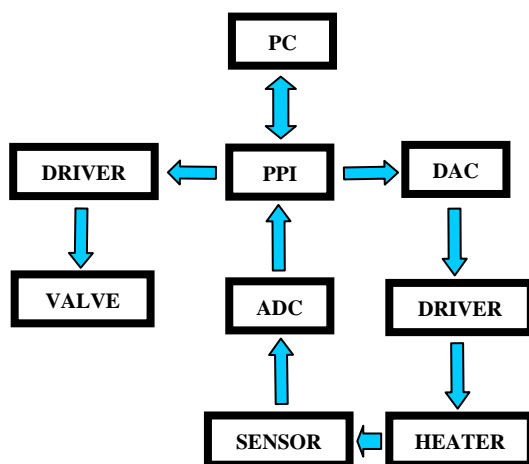 PC
DRIVER
PPI
DAC
VALVE
ADC
DRIVER
SENSOR
HEATER